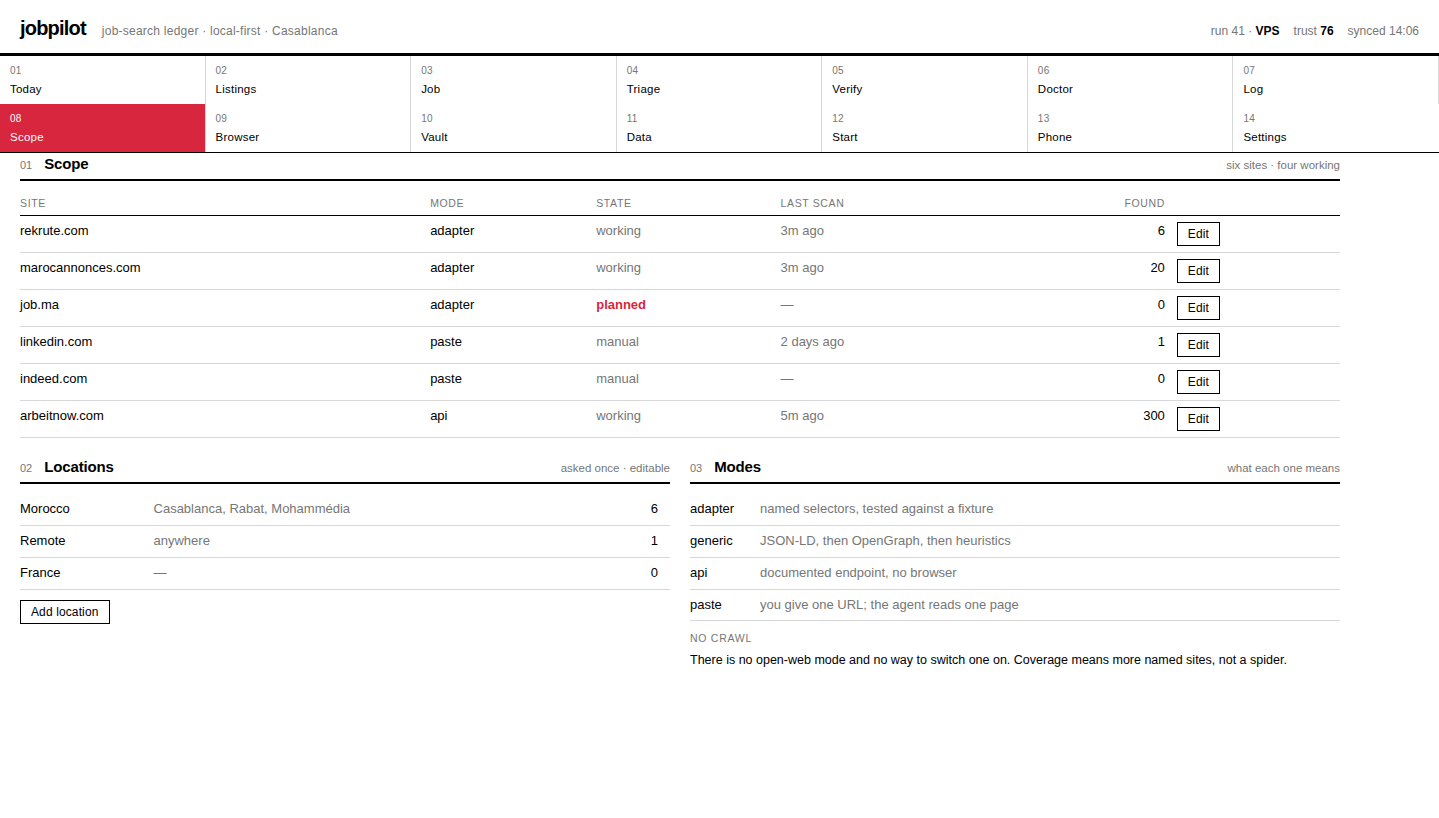 jobpilot job-search ledger · local-first · Casablanca run 41 · VPS trust 76 synced 14:06
01 02 03 04 05 06 07
Today Listings Job Triage Verify Doctor Log
08 09 10 11 12 13 14
Scope Browser Vault Data Start Phone Settings
01 Scope six sites · four working
SITE MODE STATE LAST SCAN FOUND
rekrute.com adapter working 3m ago 6 Edit
marocannonces.com adapter working 3m ago 20 Edit
job.ma adapter planned — 0 Edit
linkedin.com paste manual 2 days ago 1 Edit
indeed.com paste manual — 0 Edit
arbeitnow.com api working 5m ago 300 Edit
02 Locations asked once · editable
Morocco Casablanca, Rabat, Mohammédia 6
Remote anywhere 1
France — 0
Add location
03 Modes what each one means
adapter named selectors, tested against a fixture
generic JSON-LD, then OpenGraph, then heuristics
api documented endpoint, no browser
paste you give one URL; the agent reads one page
NO CRAWL
There is no open-web mode and no way to switch one on. Coverage means more named sites, not a spider.